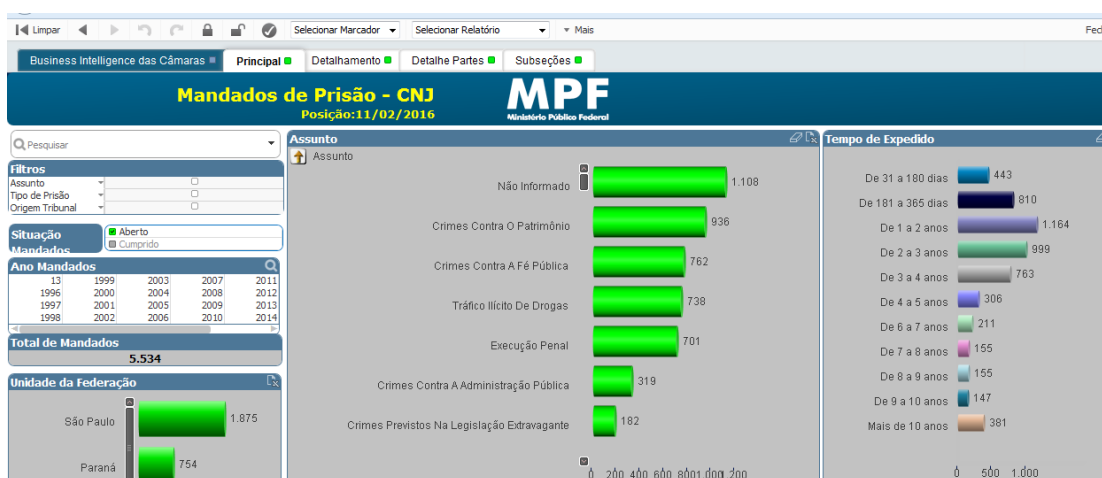 Limpar Selecionar Marcador Selecionar Relatório Mais Fed
Business Intelligence das Câmaras Principal Detalhamento Detalhe Partes Subseções
Mandados de Prisão - CNJ
Posição:11/02/2016
MPF
Ministério Público Federal
Pesquisar
Filtros
Assunto
Tipo de Prisão
Origem Tribunal
Situação
Mandados
Aberto
Cumprido
Ano Mandados
13 1999 2003 2007 2011
1996 2000 2004 2008 2012
1997 2001 2005 2009 2013
1998 2002 2006 2010 2014
Total de Mandados
5.534
Unidade da Federação
São Paulo 1.875
Paraná 754
Assunto
Assunto
Não Informado 1.108
Crimes Contra O Patrimônio 936
Crimes Contra A Fé Pública 762
Tráfico Ilícito De Drogas 738
Execução Penal 701
Crimes Contra A Administração Pública 319
Crimes Previstos Na Legislação Extravagante 182
0 200 400 600 800 1.000 1.200
Tempo de Expedido
De 31 a 180 dias 443
De 181 a 365 dias 810
De 1 a 2 anos 1.164
De 2 a 3 anos 999
De 3 a 4 anos 763
De 4 a 5 anos 306
De 6 a 7 anos 211
De 7 a 8 anos 155
De 8 a 9 anos 155
De 9 a 10 anos 147
Mais de 10 anos 381
0 500 1.000